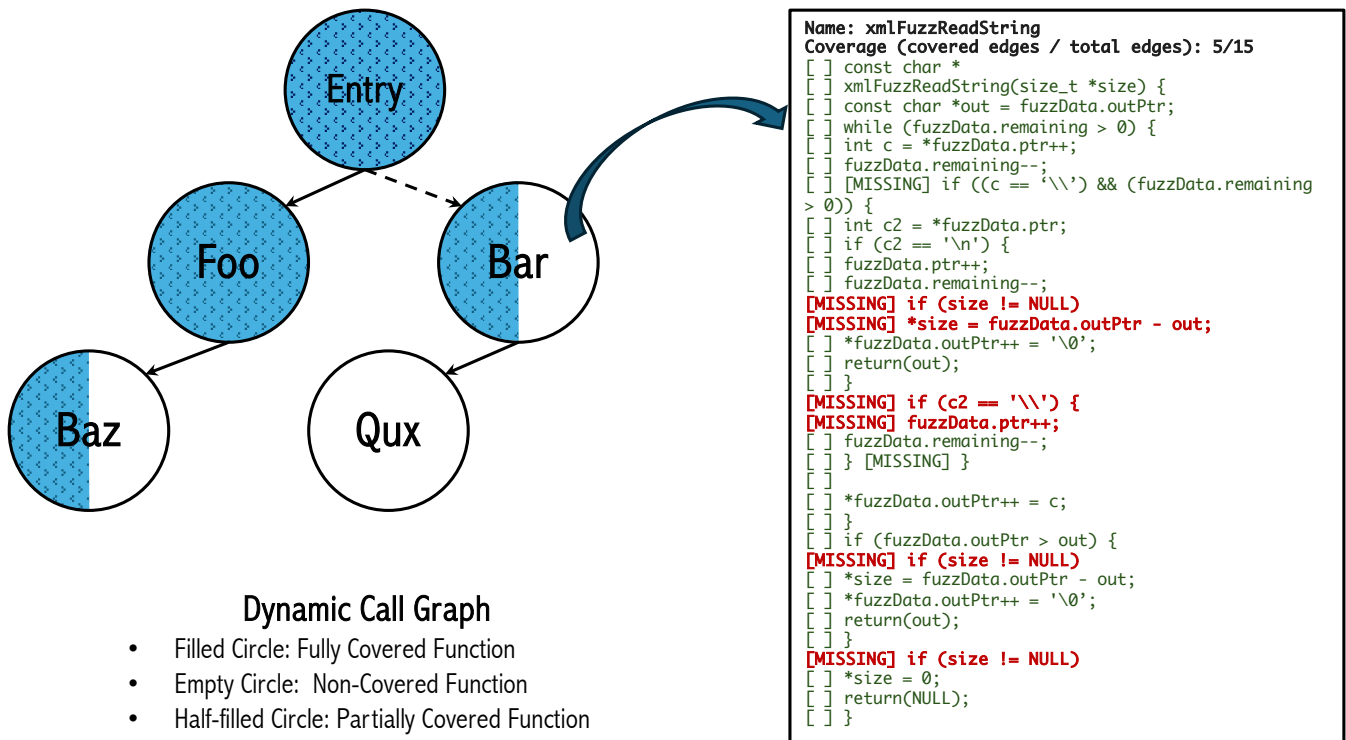 Entry
Foo
Bar
Baz
Qux
Dynamic Call Graph
• Filled Circle: Fully Covered Function
• Empty Circle: Non-Covered Function
• Half-filled Circle: Partially Covered Function
Name: xmlFuzzReadString
Coverage (covered edges / total edges): 5/15
[ ] const char *
[ ] xmlFuzzReadString(size_t *size) {
[ ] const char *out = fuzzData.outPtr;
[ ] while (fuzzData.remaining > 0) {
[ ] int c = *fuzzData.ptr++;
[ ] fuzzData.remaining--;
[ ] [MISSING] if ((c == ‘\\’) && (fuzzData.remaining
> 0)) {
[ ] int c2 = *fuzzData.ptr;
[ ] if (c2 == '\n') {
[ ] fuzzData.ptr++;
[ ] fuzzData.remaining--;
[MISSING] if (size != NULL)
[MISSING] *size = fuzzData.outPtr - out;
[ ] *fuzzData.outPtr++ = '\0’;
[ ] return(out);
[ ] }
[MISSING] if (c2 == '\\') {
[MISSING] fuzzData.ptr++;
[ ] fuzzData.remaining--;
[ ] } [MISSING] }
[ ]
[ ] *fuzzData.outPtr++ = c;
[ ] }
[ ] if (fuzzData.outPtr > out) {
[MISSING] if (size != NULL)
[ ] *size = fuzzData.outPtr - out;
[ ] *fuzzData.outPtr++ = '\0’;
[ ] return(out);
[ ] }
[MISSING] if (size != NULL)
[ ] *size = 0;
[ ] return(NULL);
[ ] }